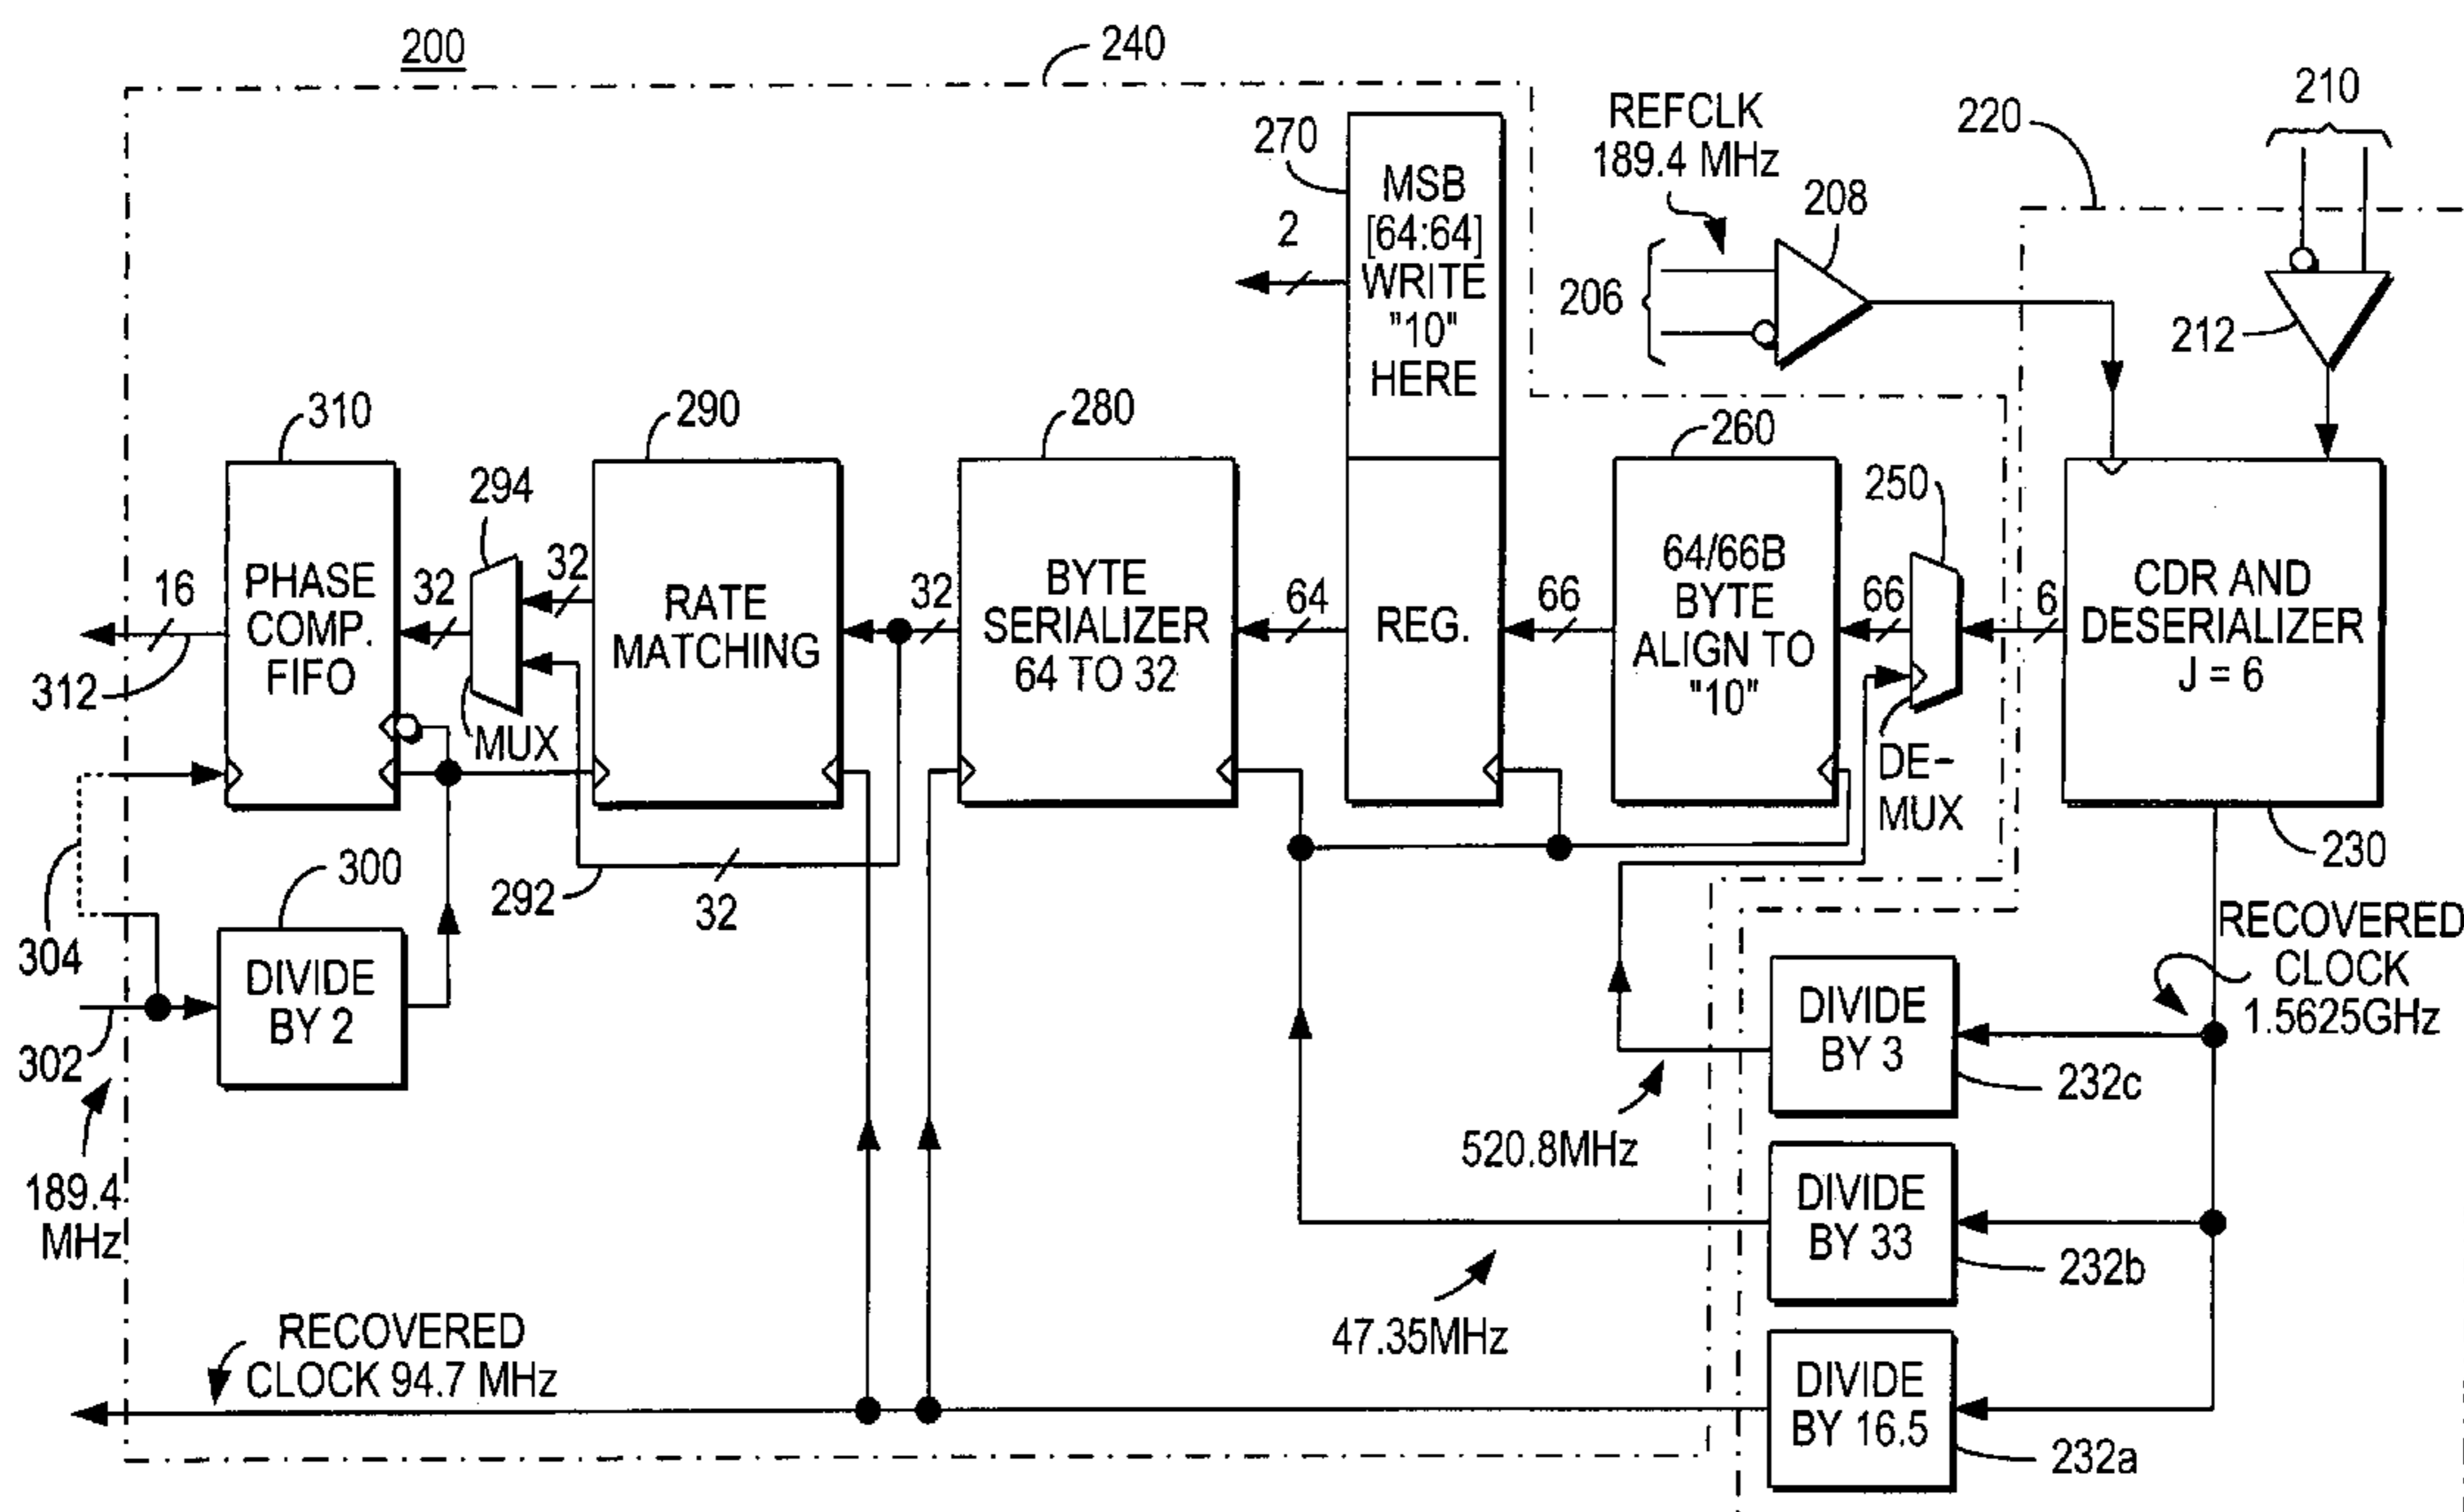 200
240
REFCLK
189.4 MHz
220
210
270
MSB
[64:64]
WRITE
"10"
HERE
2
208
206
212
310
290
280
260
294
250
PHASE
COMP.
FIFO
16
312
32
MUX
32
RATE
MATCHING
32
BYTE
SERIALIZER
64 TO 32
64
REG.
66
64/66B
BYTE
ALIGN TO
"10"
66
DE-
MUX
6
CDR AND
DESERIALIZER
J = 6
230
304
300
292
32
DIVIDE
BY 2
302
189.4
MHz
RECOVERED
CLOCK
1.5625GHz
DIVIDE
BY 3
232c
520.8MHz
DIVIDE
BY 33
232b
47.35MHz
RECOVERED
CLOCK 94.7 MHz
DIVIDE
BY 16.5
232a